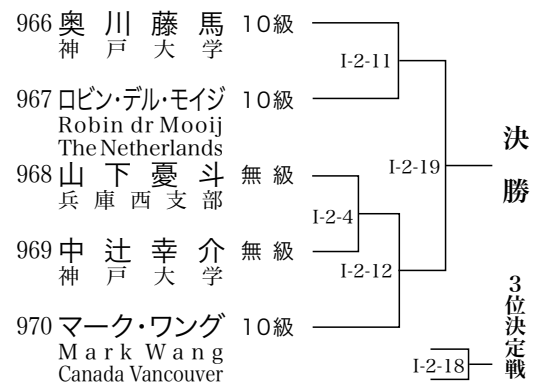 966 奥川藤馬 10級
神戸大学
I-2-11
967 ロビン・デル・モイジ 10級
Robin dr Mooij
The Netherlands
968 山下憂斗 無級
兵庫西支部
I-2-4
969 中辻幸介 無級
神戸大学
I-2-12
970 マーク・ワング 10級
Mark Wang
Canada Vancouver
I-2-19
決勝
3位決定戦
I-2-18